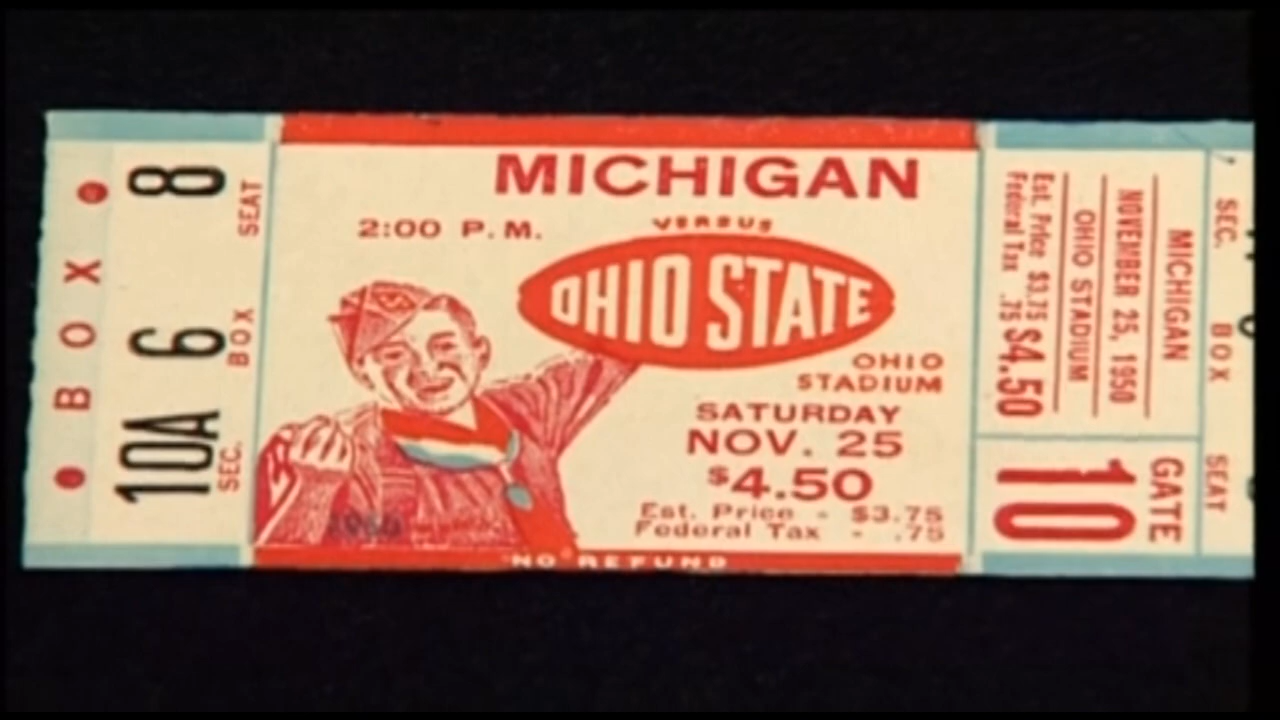 BOX
8
SEAT
6
BOX
10A
SEC.
MICHIGAN
VERSUS
2:00 P.M.
OHIO STATE
OHIO
STADIUM
SATURDAY
NOV. 25
$4.50
Est. Price - $3.75
Federal Tax - .75
NO REFUND
MICHIGAN
NOVEMBER 25, 1950
OHIO STADIUM
Est. Price $3.75
Federal Tax .75
$4.50
GATE
10
SEC.
BOX
SEAT